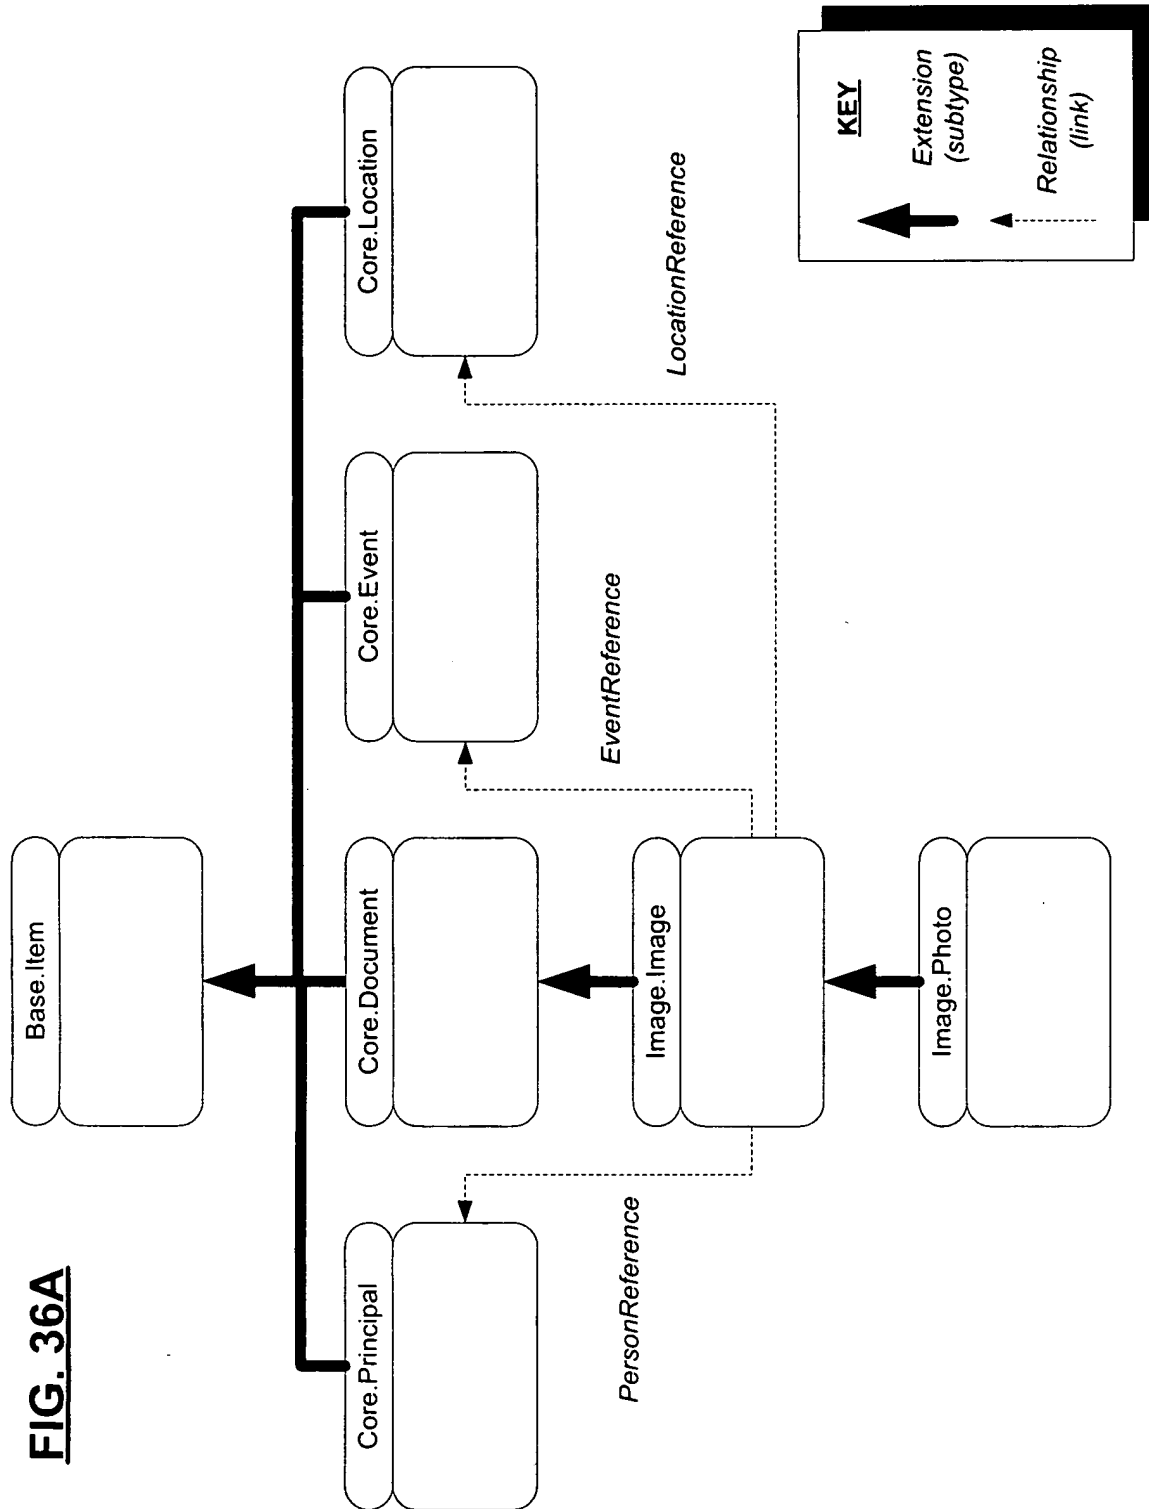 FIG. 36A
Base.Item
Core.Principal
Core.Document
Core.Event
Core.Location
PersonReference
Image.Image
EventReference
LocationReference
Image.Photo
KEY
Extension
(subtype)
Relationship
(link)